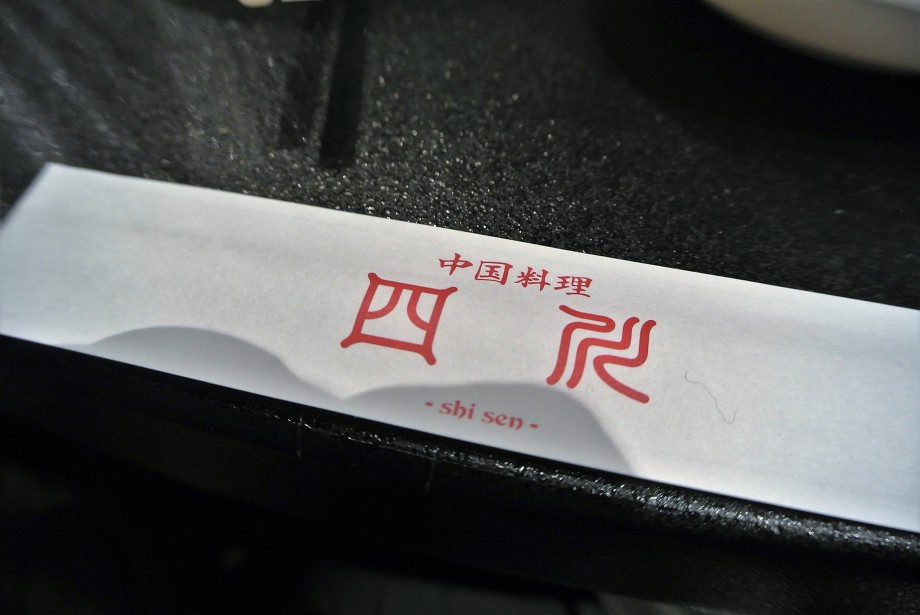 中国料理
四川
- shi sen -